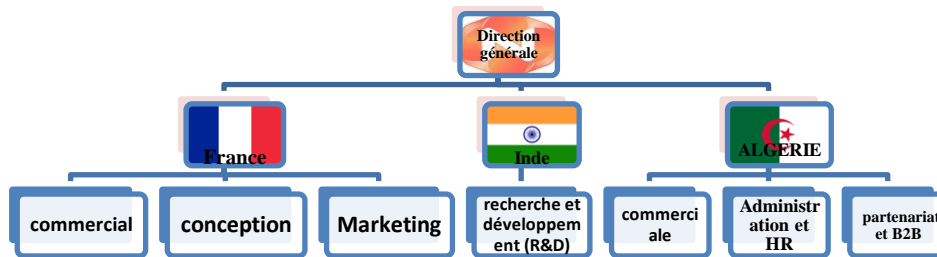 Direction
générale
France
Inde
ALGERIE
commercial
conception
Marketing
recherche et
développem
ent (R&D)
commerci
ale
Administr
ation et
HR
partenariat
et B2B